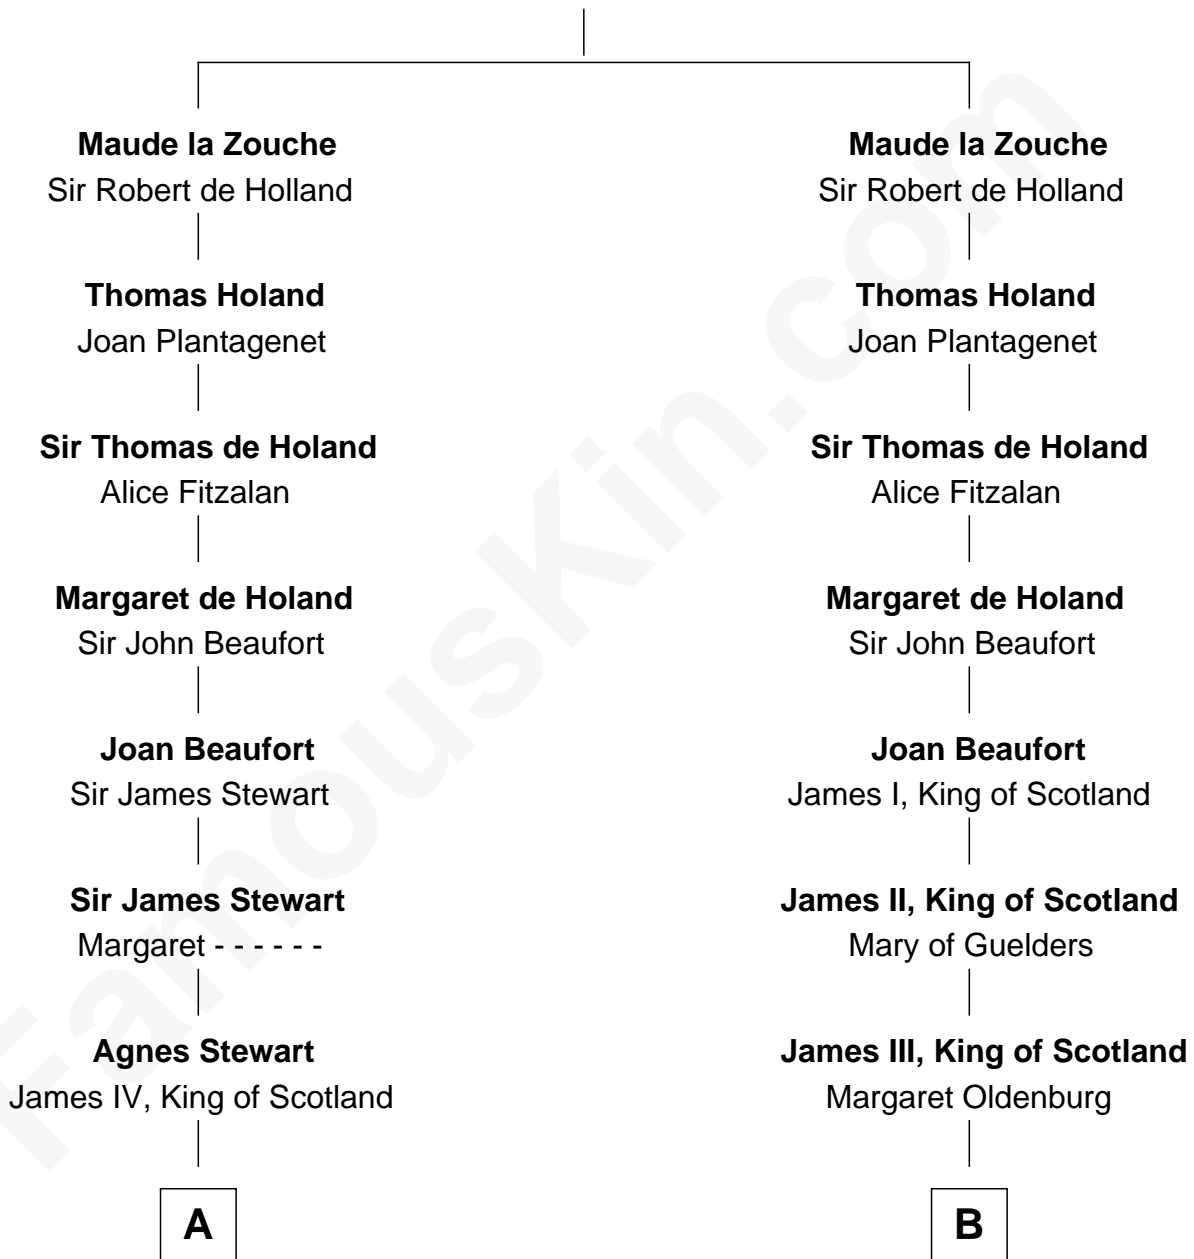 Maude la Zouche
Sir Robert de Holland
Thomas Holand
Joan Plantagenet
Sir Thomas de Holand
Alice Fitzalan
Margaret de Holand
Sir John Beaufort
Joan Beaufort
Sir James Stewart
Sir James Stewart
Margaret - - - - - -
Agnes Stewart
James IV, King of Scotland
A
Maude la Zouche
Sir Robert de Holland
Thomas Holand
Joan Plantagenet
Sir Thomas de Holand
Alice Fitzalan
Margaret de Holand
Sir John Beaufort
Joan Beaufort
James I, King of Scotland
James II, King of Scotland
Mary of Guelders
James III, King of Scotland
Margaret Oldenburg
B
FamousKin.com